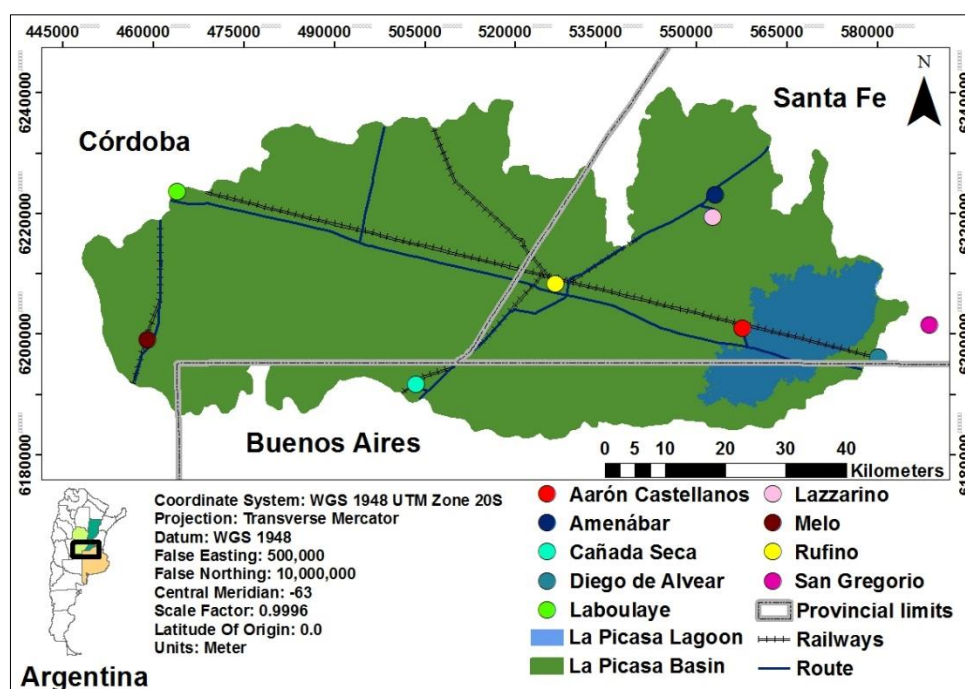 445000 460000 475000 490000 505000 520000 535000 550000 565000 580000
N
Santa Fe
Córdoba
6240000 6240000
6220000 6220000
6200000 6200000
6180000 6180000
Buenos Aires
0 5 10 20 30 40
Kilometers
Coordinate System: WGS 1948 UTM Zone 20S
Projection: Transverse Mercator
Datum: WGS 1948
False Easting: 500,000
False Northing: 10,000,000
Central Meridian: -63
Scale Factor: 0.9996
Latitude Of Origin: 0.0
Units: Meter
Argentina
Aarón Castellanos
Amenábar
Cañada Seca
Diego de Alvear
Laboulaye
La Picasa Lagoon
La Picasa Basin
Lazzarino
Melo
Rufino
San Gregorio
Provincial limits
Railways
Route